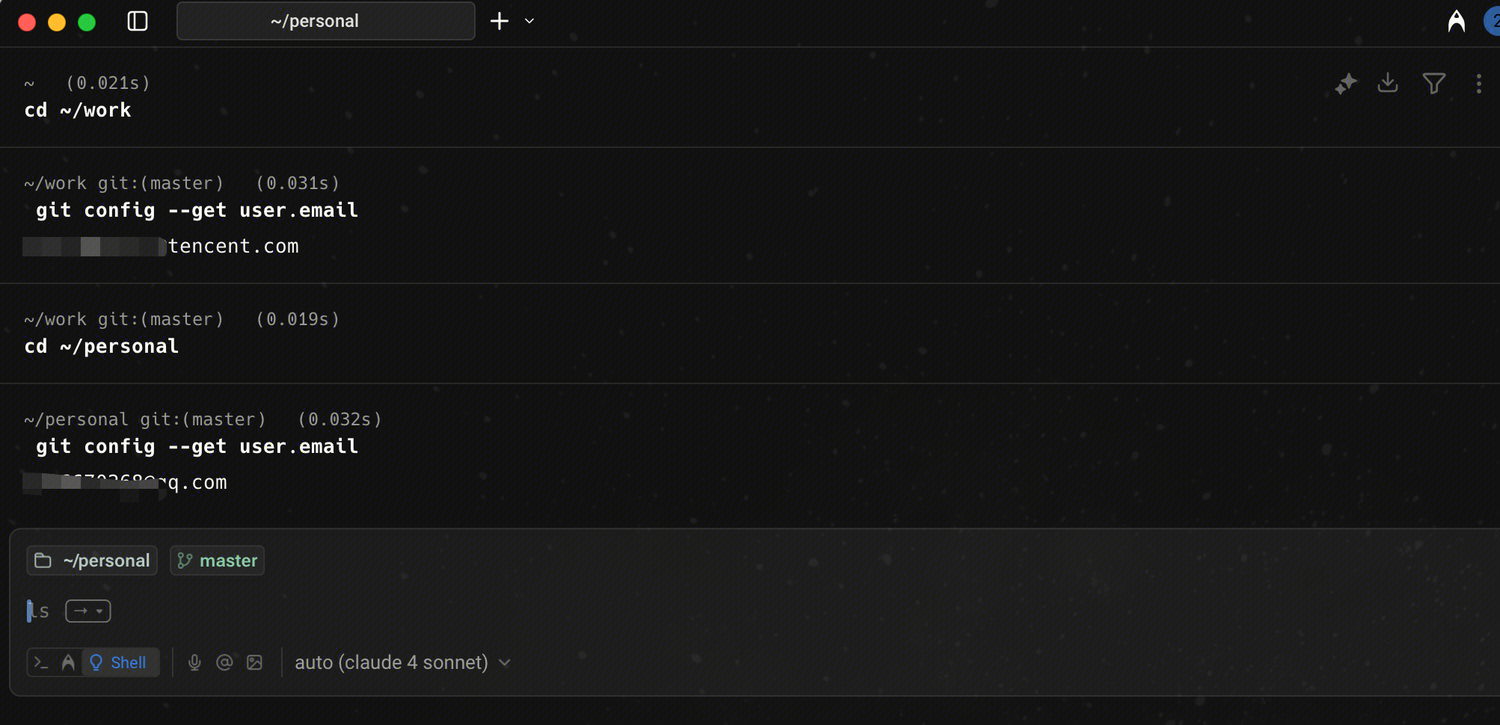 ~/personal
2
~ (0.021s)
cd ~/work
~/work git:(master) (0.031s)
git config --get user.email
tencent.com
~/work git:(master) (0.019s)
cd ~/personal
~/personal git:(master) (0.032s)
git config --get user.email
qq.com
~/personal master
ls
Shell auto (claude 4 sonnet)